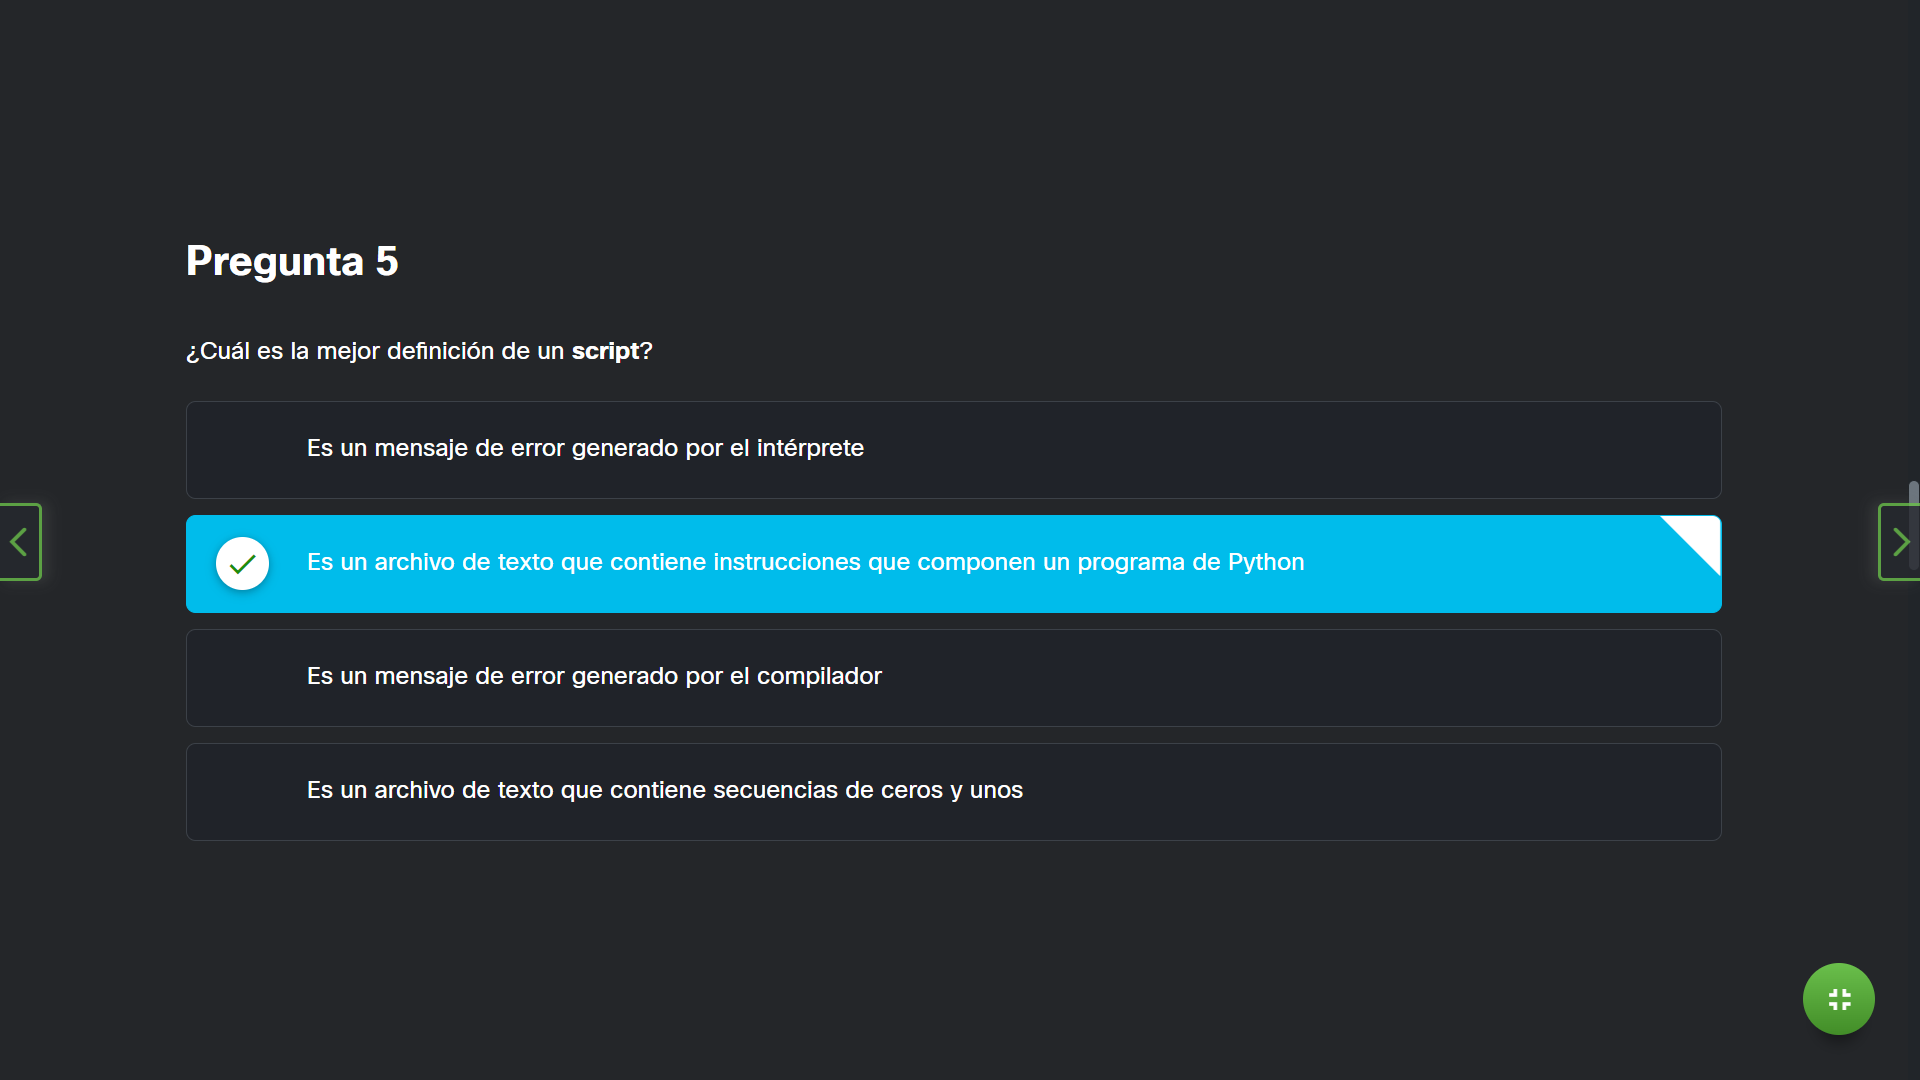 Pregunta 5
¿Cuál es la mejor definición de un script?
Es un mensaje de error generado por el intérprete
Es un archivo de texto que contiene instrucciones que componen un programa de Python
Es un mensaje de error generado por el compilador
Es un archivo de texto que contiene secuencias de ceros y unos